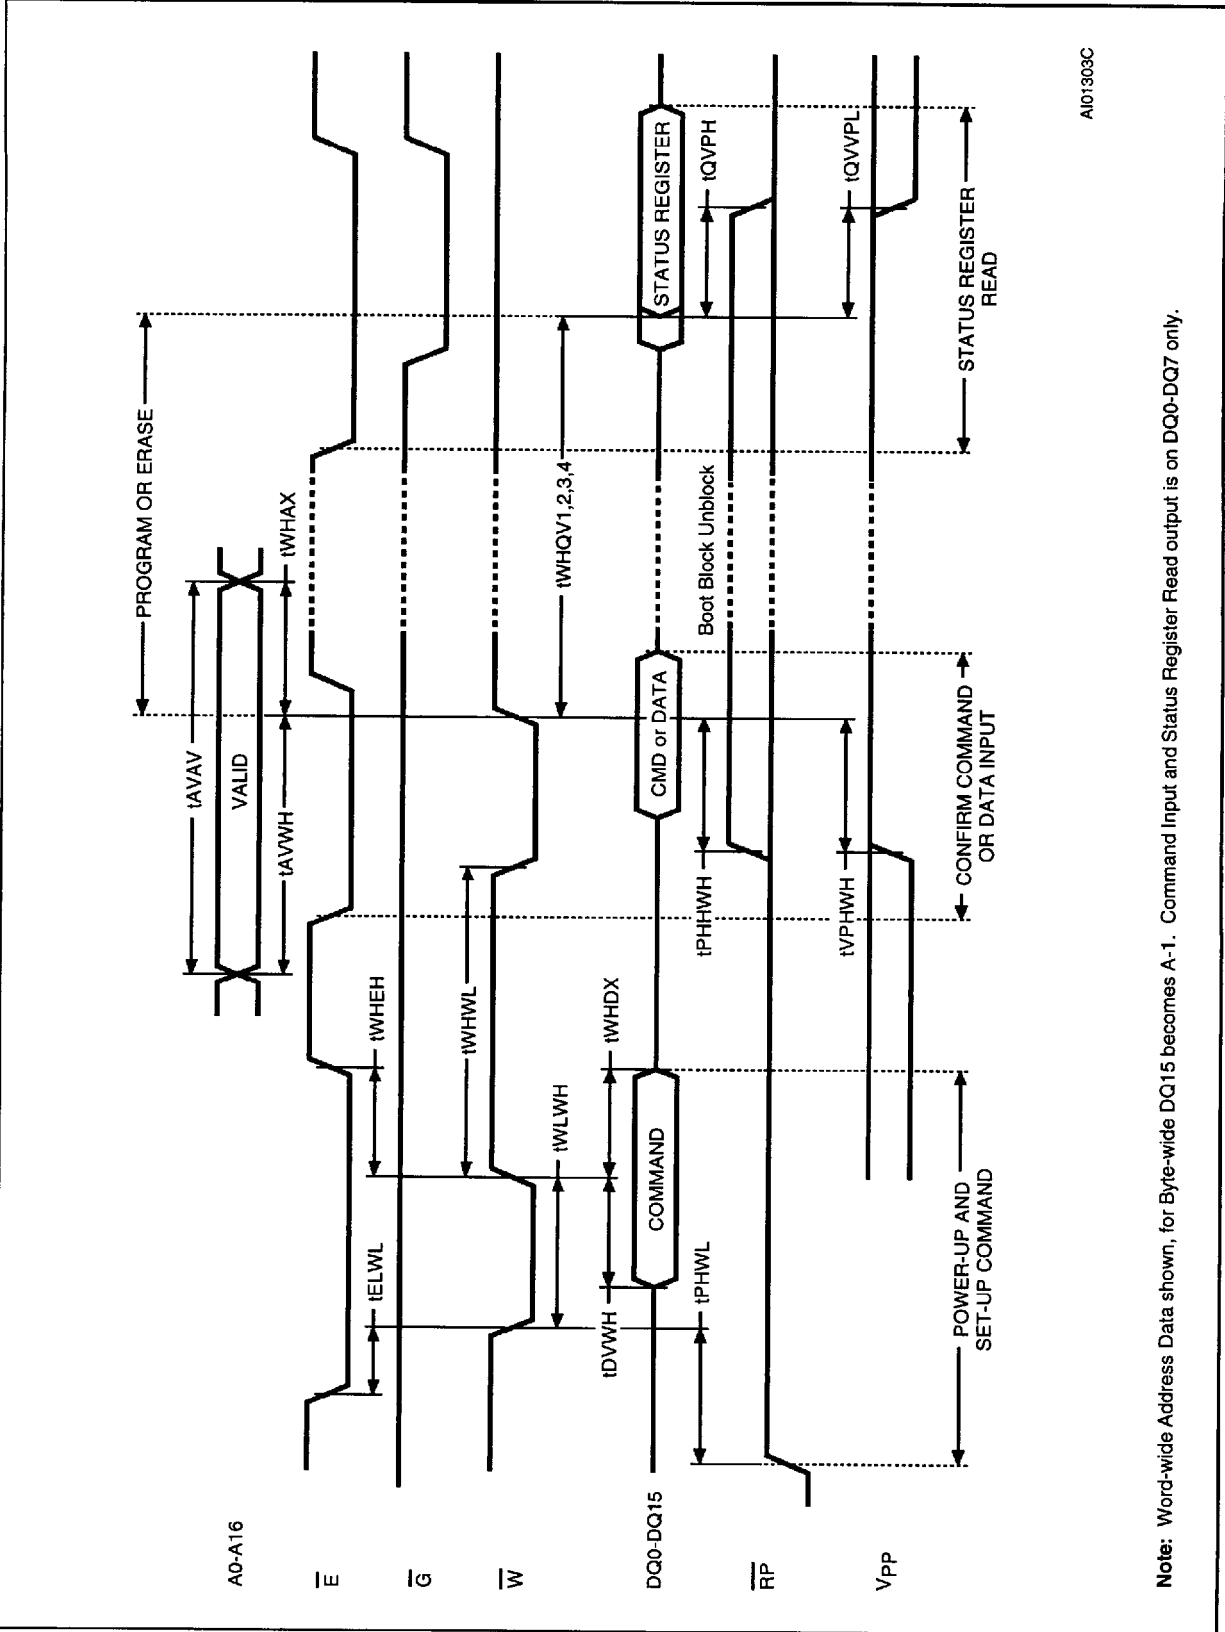 PROGRAM OR ERASE
tAVAV
A0-A16
VALID
tAVWH
tWHAX
E
tELWL
tWHEH
G
tWHWL
W
tWLWH
tWHQV1,2,3,4
tDVWH
tWHDX
DQ0-DQ15
COMMAND
CMD or DATA
STATUS REGISTER
tPHWL
tPHHWH
Boot Block Unblock
tQVPH
RP
tVPHWH
tQVVPL
VPP
POWER-UP AND
SET-UP COMMAND
CONFIRM COMMAND
OR DATA INPUT
STATUS REGISTER
READ
AI01303C
Note: Word-wide Address Data shown, for Byte-wide DQ15 becomes A-1. Command Input and Status Register Read output is on DQ0-DQ7 only.